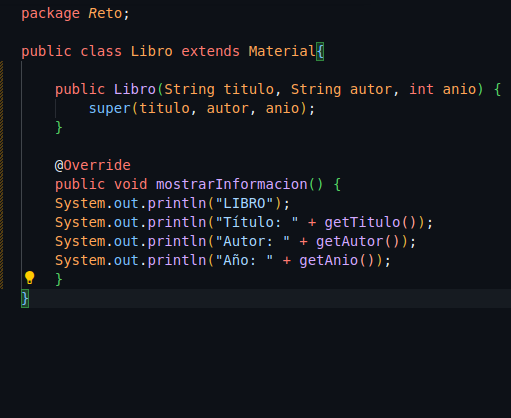 package Reto;
public class Libro extends Material{
public Libro(String titulo, String autor, int anio) {
super(titulo, autor, anio);
}
@Override
public void mostrarInformacion() {
System.out.println("LIBRO");
System.out.println("Título: " + getTitulo());
System.out.println("Autor: " + getAutor());
System.out.println("Año: " + getAnio());
}
}